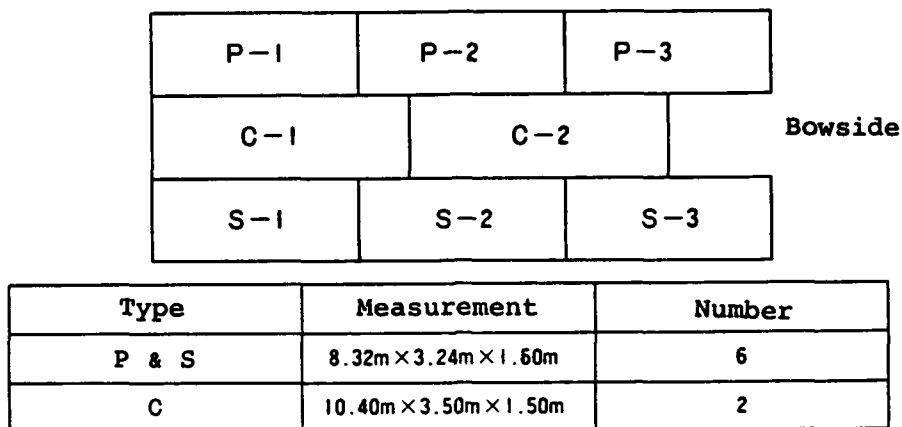 P-1 P-2 P-3
C-1 C-2 Bowside
S-1 S-2 S-3
Type Measurement Number
P & S 8.32m×3.24m×1.60m 6
C 10.40m×3.50m×1.50m 2